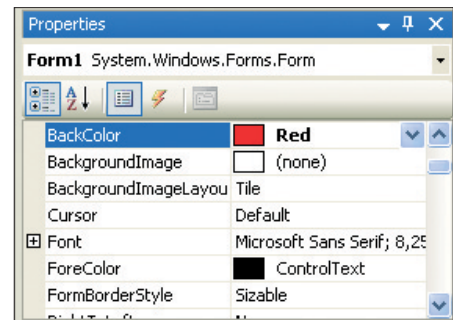 Properties
Form1 System.Windows.Forms.Form
BackColor Red
BackgroundImage (none)
BackgroundImageLayou Tile
Cursor Default
Font Microsoft Sans Serif; 8,25
ForeColor ControlText
FormBorderStyle Sizable